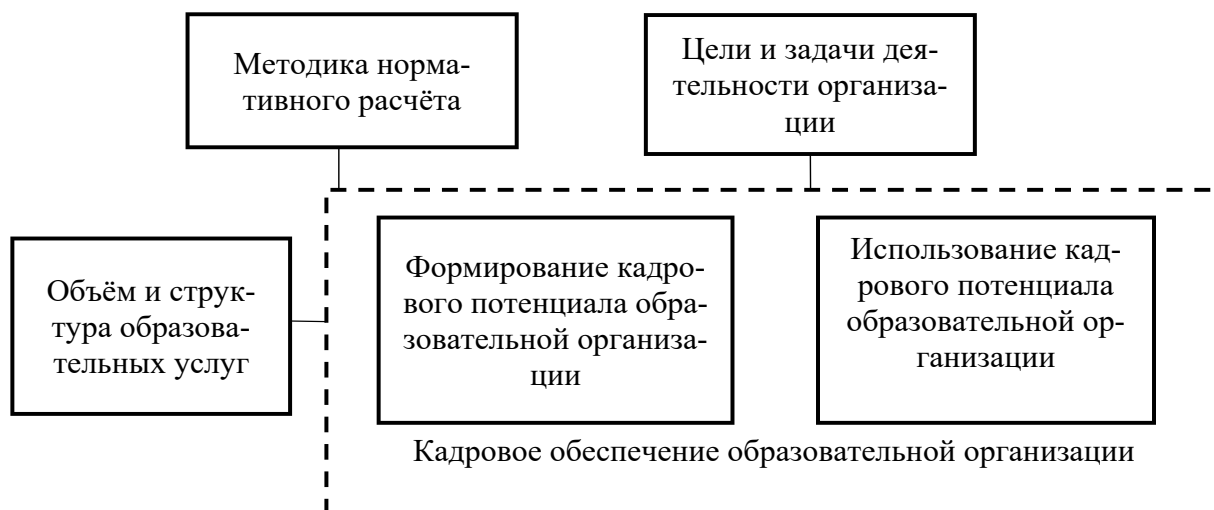 Методика норма-
тивного расчёта
Цели и задачи дея-
тельности организа-
ции
Объём и струк-
тура образова-
тельных услуг
Формирование кадро-
вого потенциала обра-
зовательной организа-
ции
Использование кад-
рового потенциала
образовательной ор-
ганизации
Кадровое обеспечение образовательной организации